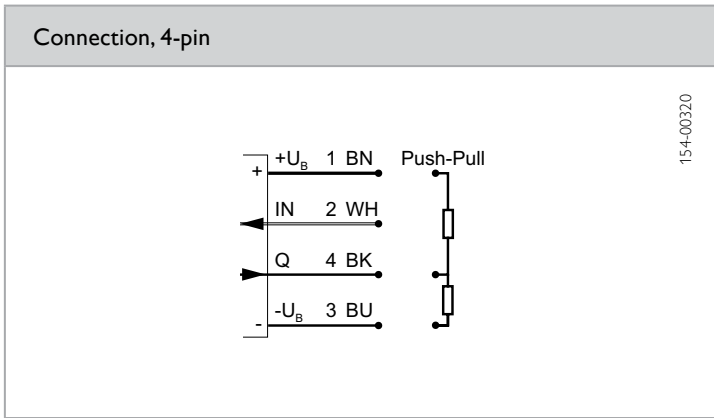 Connection, 4-pin
154-00320
+U_B 1 BN Push-Pull
+
IN 2 WH
Q 4 BK
-U_B 3 BU
-